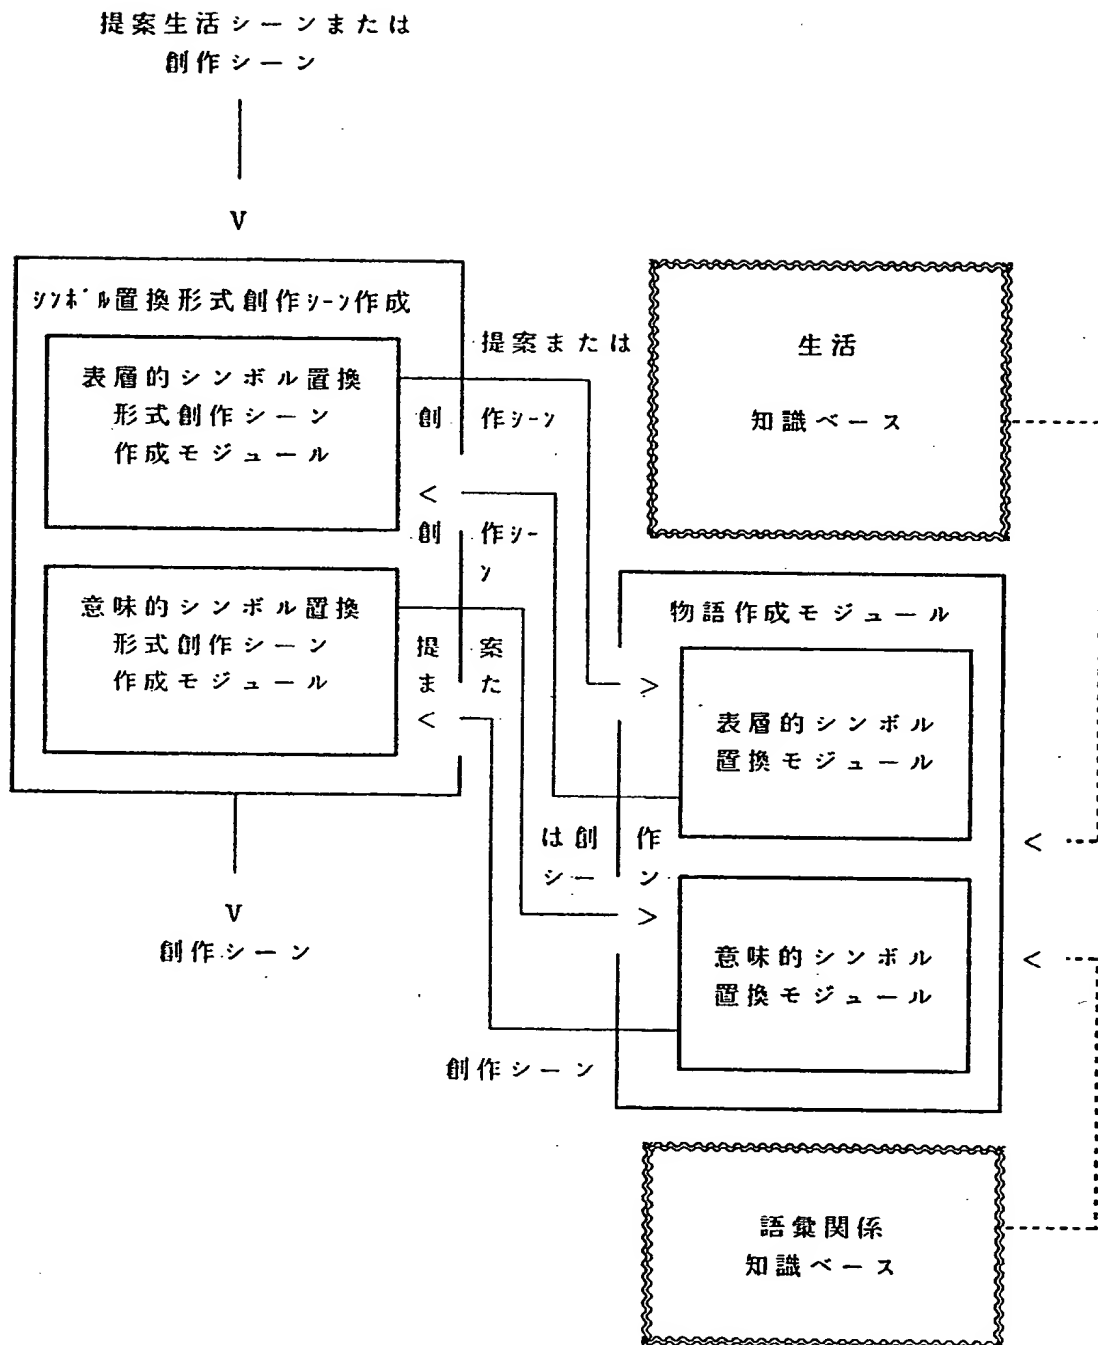 提案生活シーンまたは
創作シーン
V
シンボル置換形式創作シーン作成
表層的シンボル置換
形式創作シーン
作成モジュール
意味的シンボル置換
形式創作シーン
作成モジュール
V
創作シーン
提案または
創作シーン
<
創作シー
ン
提案
また
<
は創作
シーン
創作シーン
生活
知識ベース
物語作成モジュール
>
表層的シンボル
置換モジュール
<
>
意味的シンボル
置換モジュール
<
語彙関係
知識ベース